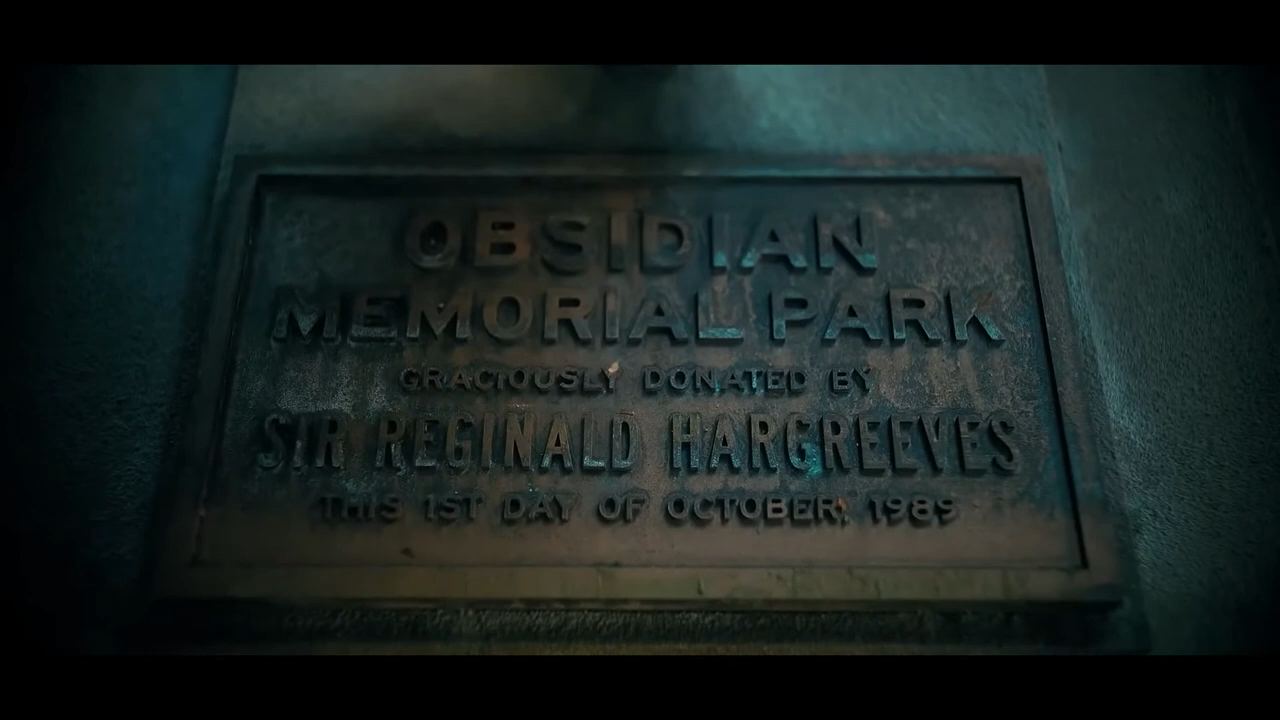 OBSIDIAN
MEMORIAL PARK
GRACIOUSLY DONATED BY
SIR REGINALD HARGREEVES
THIS 1ST DAY OF OCTOBER, 1989